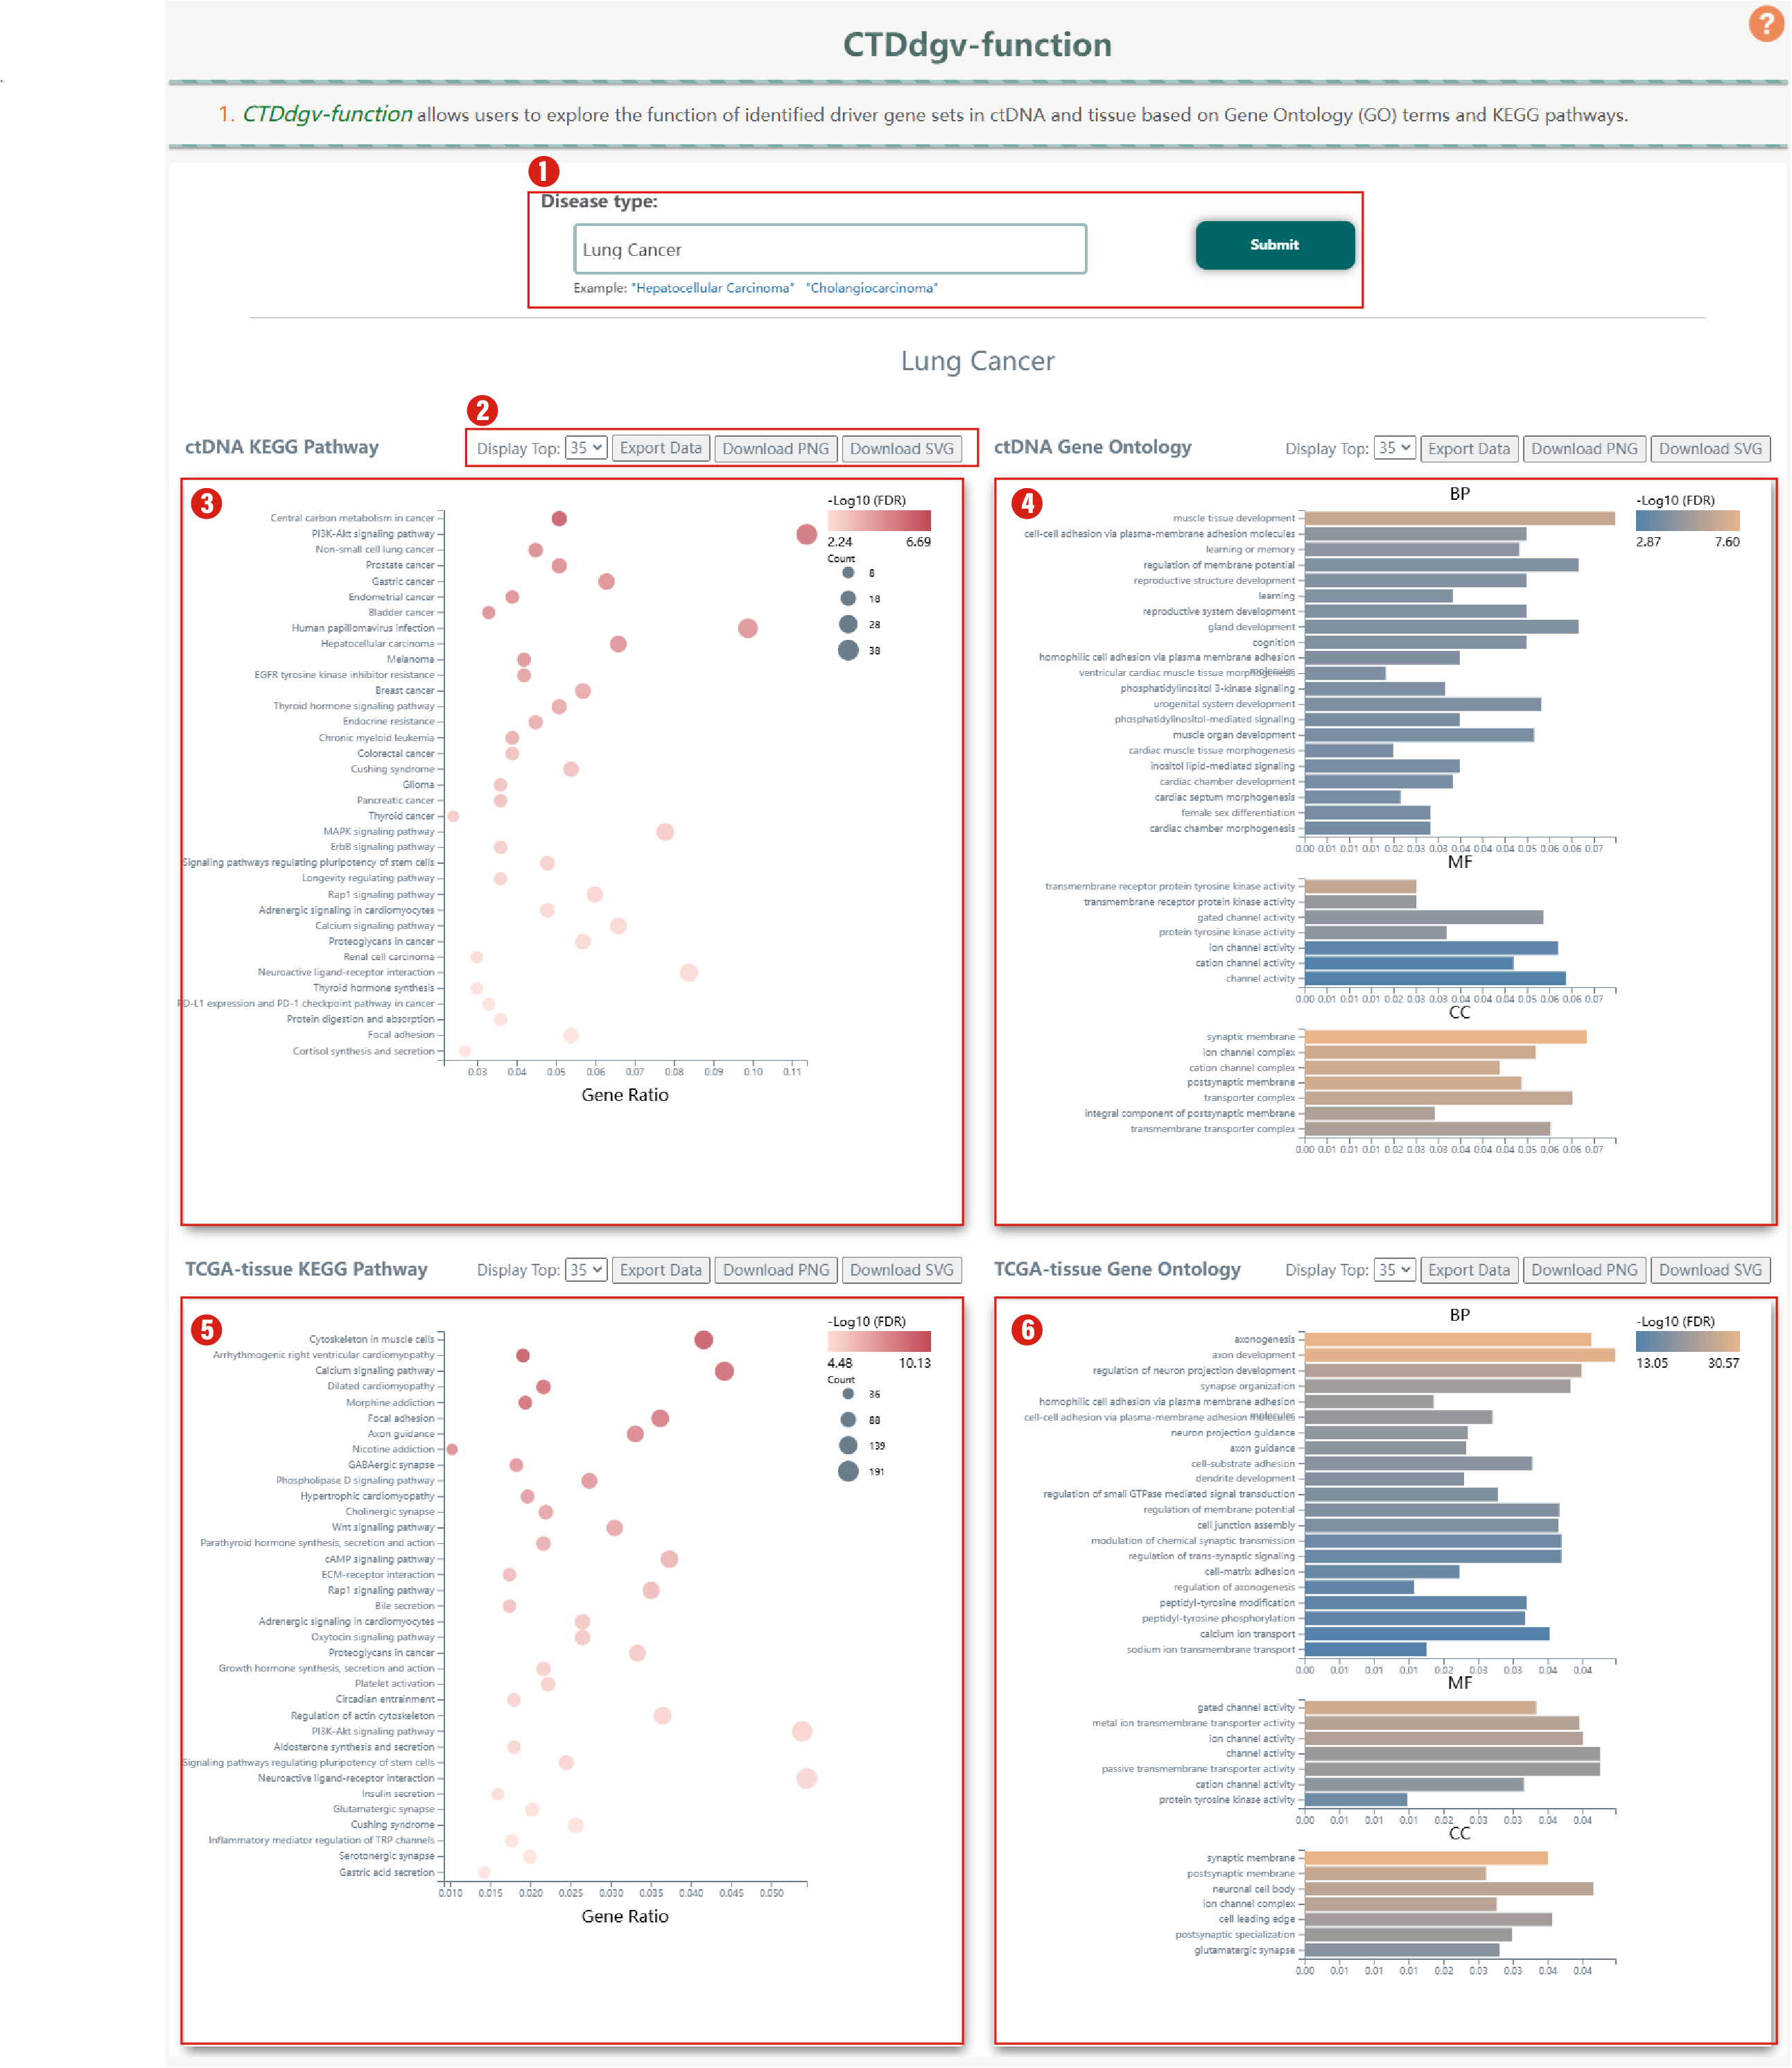 CTDdgv-function
?
1. CTDdgv-function allows users to explore the function of identified driver gene sets in ctDNA and tissue based on Gene Ontology (GO) terms and KEGG pathways.
1
Disease type:
Lung Cancer
Submit
Example: "Hepatocellular Carcinoma" "Cholangiocarcinoma"
Lung Cancer
2
ctDNA KEGG Pathway
Display Top: 35 Export Data Download PNG Download SVG
3
-Log10 (FDR)
2.24 6.69
Count
8
18
28
38
Central carbon metabolism in cancer
PI3K-Akt signaling pathway
Non-small cell lung cancer
Prostate cancer
Gastric cancer
Endometrial cancer
Bladder cancer
Human papillomavirus infection
Hepatocellular carcinoma
Melanoma
EGFR tyrosine kinase inhibitor resistance
Breast cancer
Thyroid hormone signaling pathway
Endocrine resistance
Chronic myeloid leukemia
Colorectal cancer
Cushing syndrome
Glioma
Pancreatic cancer
Thyroid cancer
MAPK signaling pathway
ErbB signaling pathway
Signaling pathways regulating pluripotency of stem cells
Longevity regulating pathway
Rap1 signaling pathway
Adrenergic signaling in cardiomyocytes
Calcium signaling pathway
Proteoglycans in cancer
Renal cell carcinoma
Neuroactive ligand-receptor interaction
Thyroid hormone synthesis
PD-L1 expression and PD-1 checkpoint pathway in cancer
Protein digestion and absorption
Focal adhesion
Cortisol synthesis and secretion
0.03 0.04 0.05 0.06 0.07 0.08 0.09 0.10 0.11
Gene Ratio
ctDNA Gene Ontology
Display Top: 35 Export Data Download PNG Download SVG
4
BP
-Log10 (FDR)
2.87 7.60
muscle tissue development
cell-cell adhesion via plasma-membrane adhesion molecules
learning or memory
regulation of membrane potential
reproductive structure development
learning
reproductive system development
gland development
cognition
homophilic cell adhesion via plasma membrane adhesion
molecules
ventricular cardiac muscle tissue morphogenesis
phosphatidylinositol 3-kinase signaling
urogenital system development
phosphatidylinositol-mediated signaling
muscle organ development
cardiac muscle tissue morphogenesis
inositol lipid-mediated signaling
cardiac chamber development
cardiac septum morphogenesis
female sex differentiation
cardiac chamber morphogenesis
0.00 0.01 0.01 0.01 0.02 0.03 0.03 0.04 0.04 0.04 0.05 0.06 0.06 0.07
MF
transmembrane receptor protein tyrosine kinase activity
transmembrane receptor protein kinase activity
gated channel activity
protein tyrosine kinase activity
ion channel activity
cation channel activity
channel activity
0.00 0.01 0.01 0.01 0.02 0.03 0.03 0.04 0.04 0.04 0.05 0.06 0.06 0.07
CC
synaptic membrane
ion channel complex
cation channel complex
postsynaptic membrane
transporter complex
integral component of postsynaptic membrane
transmembrane transporter complex
0.00 0.01 0.01 0.01 0.02 0.03 0.03 0.04 0.04 0.04 0.05 0.06 0.06 0.07
TCGA-tissue KEGG Pathway
Display Top: 35 Export Data Download PNG Download SVG
5
-Log10 (FDR)
4.48 10.13
Count
36
88
139
191
Cytoskeleton in muscle cells
Arrhythmogenic right ventricular cardiomyopathy
Calcium signaling pathway
Dilated cardiomyopathy
Morphine addiction
Focal adhesion
Axon guidance
Nicotine addiction
GABAergic synapse
Phospholipase D signaling pathway
Hypertrophic cardiomyopathy
Cholinergic synapse
Wnt signaling pathway
Parathyroid hormone synthesis, secretion and action
cAMP signaling pathway
ECM-receptor interaction
Rap1 signaling pathway
Bile secretion
Adrenergic signaling in cardiomyocytes
Oxytocin signaling pathway
Proteoglycans in cancer
Growth hormone synthesis, secretion and action
Platelet activation
Circadian entrainment
Regulation of actin cytoskeleton
PI3K-Akt signaling pathway
Aldosterone synthesis and secretion
Signaling pathways regulating pluripotency of stem cells
Neuroactive ligand-receptor interaction
Insulin secretion
Glutamatergic synapse
Cushing syndrome
Inflammatory mediator regulation of TRP channels
Serotonergic synapse
Gastric acid secretion
0.010 0.015 0.020 0.025 0.030 0.035 0.040 0.045 0.050
Gene Ratio
TCGA-tissue Gene Ontology
Display Top: 35 Export Data Download PNG Download SVG
6
BP
-Log10 (FDR)
13.05 30.57
axonogenesis
axon development
regulation of neuron projection development
synapse organization
homophilic cell adhesion via plasma membrane adhesion
molecules
cell-cell adhesion via plasma-membrane adhesion molecules
neuron projection guidance
axon guidance
cell-substrate adhesion
dendrite development
regulation of small GTPase mediated signal transduction
regulation of membrane potential
cell junction assembly
modulation of chemical synaptic transmission
regulation of trans-synaptic signaling
cell-matrix adhesion
regulation of axonogenesis
peptidyl-tyrosine modification
peptidyl-tyrosine phosphorylation
calcium ion transport
sodium ion transmembrane transport
0.00 0.01 0.01 0.01 0.02 0.03 0.03 0.04 0.04
MF
gated channel activity
metal ion transmembrane transporter activity
ion channel activity
channel activity
passive transmembrane transporter activity
cation channel activity
protein tyrosine kinase activity
0.00 0.01 0.01 0.01 0.02 0.03 0.03 0.04 0.04
CC
synaptic membrane
postsynaptic membrane
neuronal cell body
ion channel complex
cell leading edge
postsynaptic specialization
glutamatergic synapse
0.00 0.01 0.01 0.01 0.02 0.03 0.03 0.04 0.04